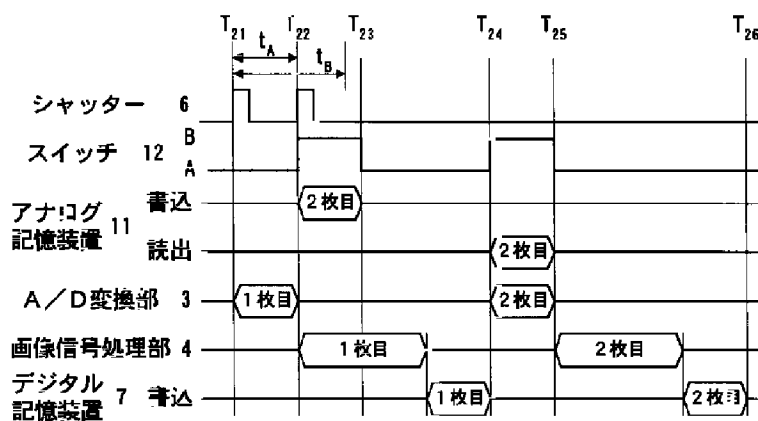 T21 T22 T23 T24 T25 T26
tA
tB
シャッター 6
スイッチ 12 B
A
アナログ記憶装置 11 書込 2枚目
読出 2枚目
A/D変換部 3 1枚目 2枚目
画像信号処理部 4 1枚目 2枚目
デジタル記憶装置 7 書込 1枚目 2枚目